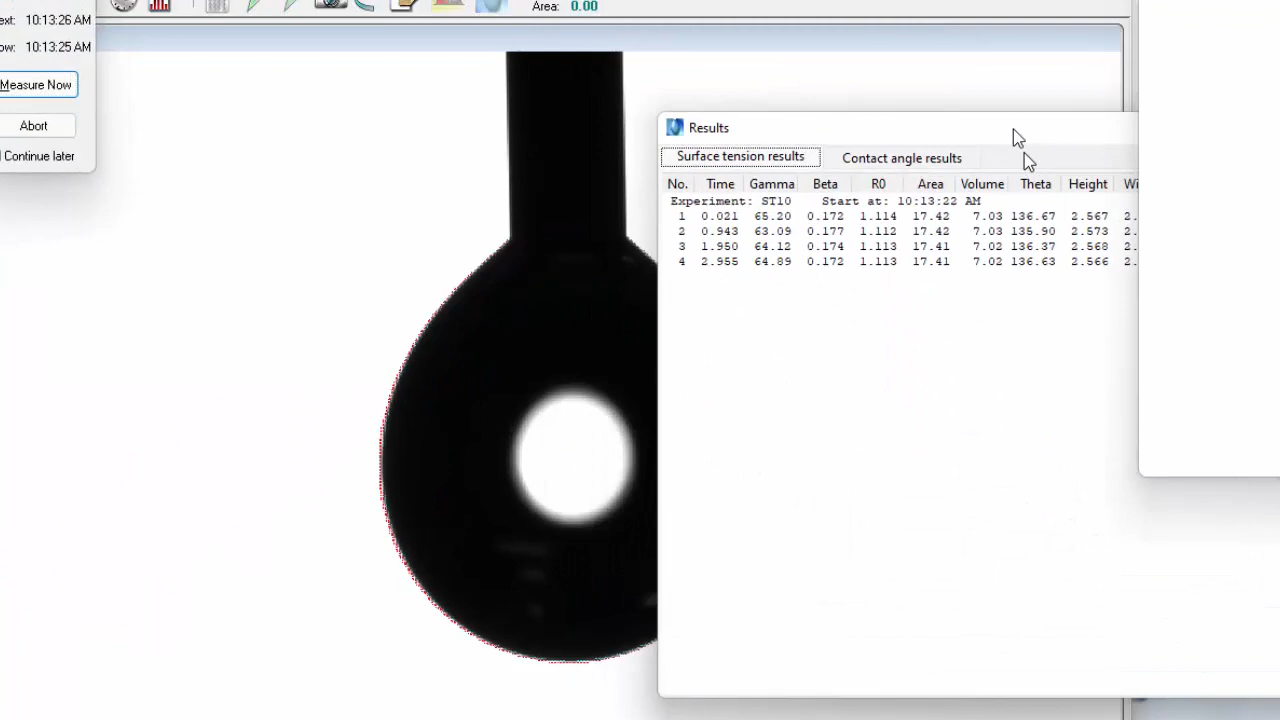 ext: 10:13:26 AM
ow: 10:13:25 AM
Measure Now
Abort
Continue later
Area: 0.00
Results
Surface tension results Contact angle results
No. Time Gamma Beta R0 Area Volume Theta Height Wi
Experiment: ST10 Start at: 10:13:22 AM
1 0.021 65.20 0.172 1.114 17.42 7.03 136.67 2.567 2.
2 0.943 63.09 0.177 1.112 17.42 7.03 135.90 2.573 2.
3 1.950 64.12 0.174 1.113 17.41 7.02 136.37 2.568 2.
4 2.955 64.89 0.172 1.113 17.41 7.02 136.63 2.566 2.